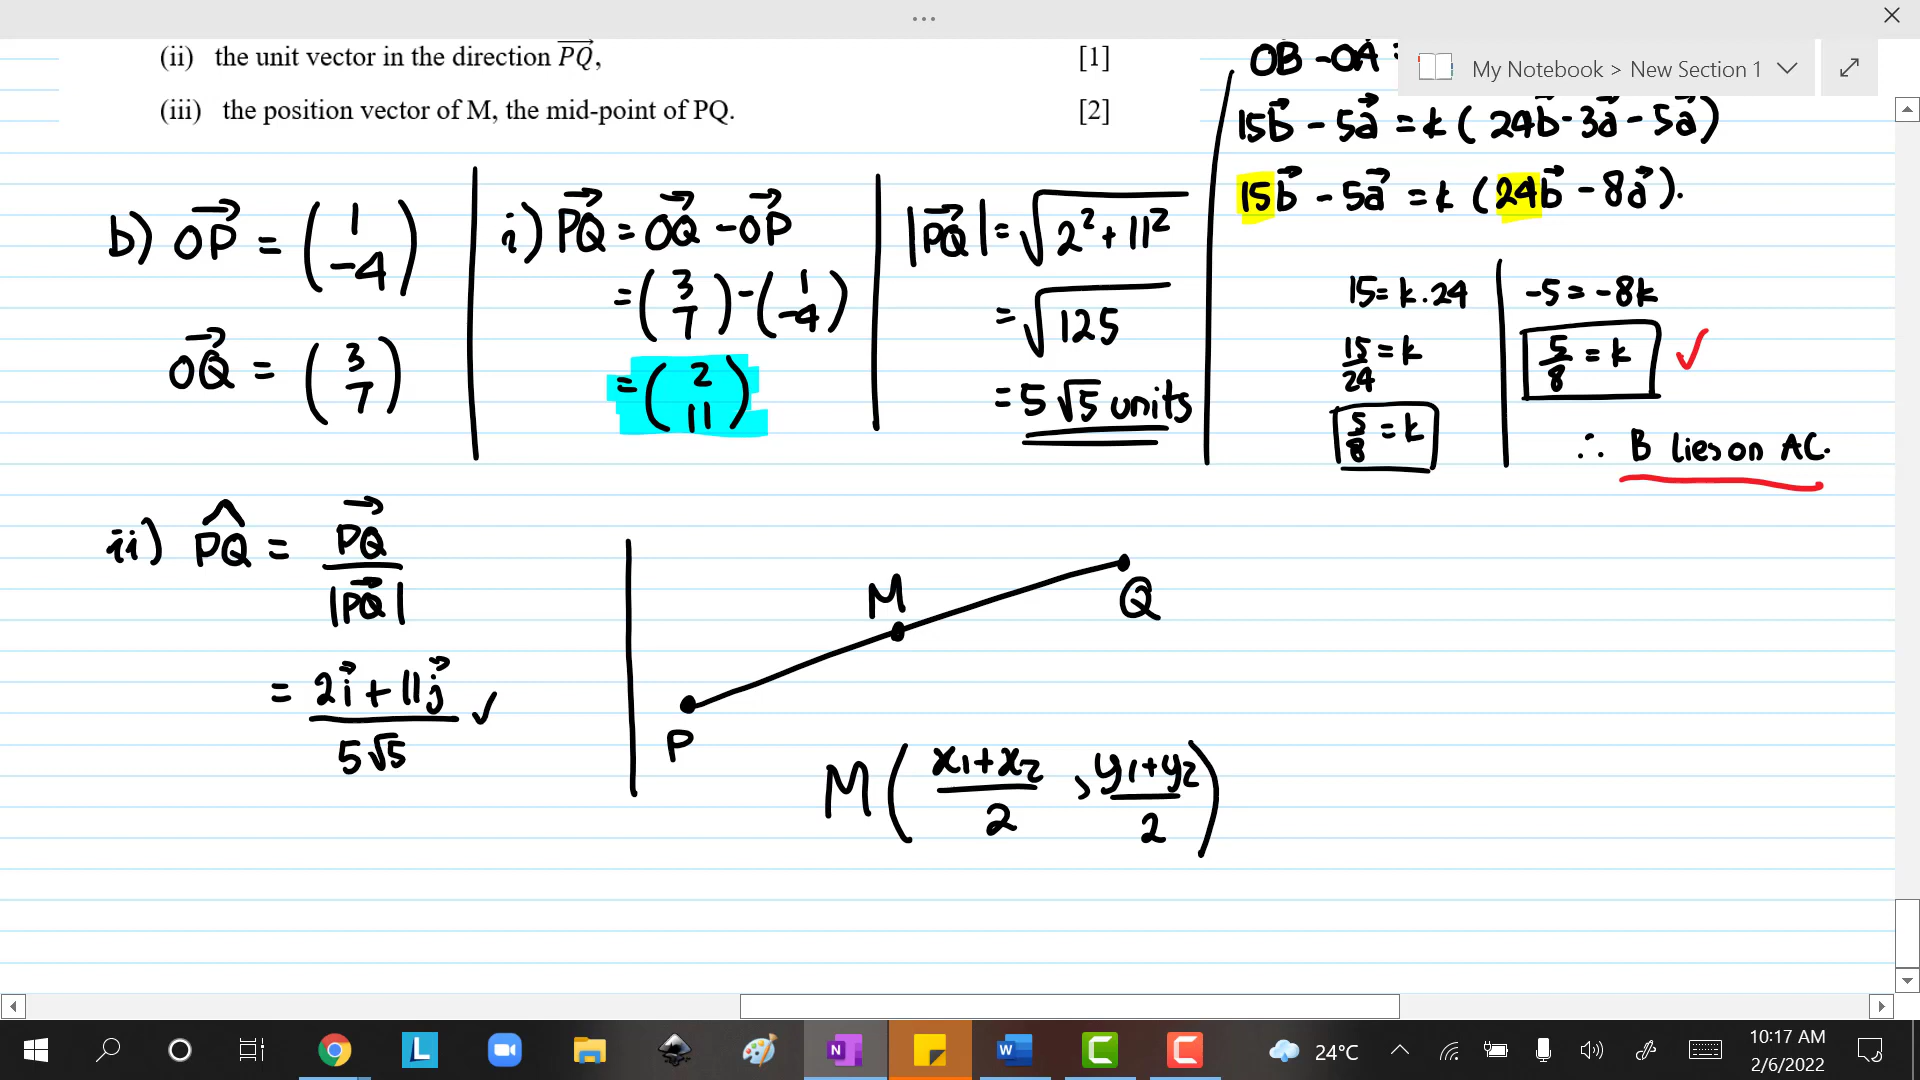 (ii) the unit vector in the direction PQ, [1]
(iii) the position vector of M, the mid-point of PQ. [2]
b) OP = ( 1 -4 )
OQ = ( 3 7 )
i) PQ = OQ - OP
= ( 3 7 ) - ( 1 -4 )
= ( 2 11 )
|PQ| = √ 2² + 11²
= √125
= 5√5 units
OB - OA =
My Notebook > New Section 1
15b - 5a = k ( 24b - 3a - 5a )
15b - 5a = k ( 24b - 8a ).
15 = k . 24
15/24 = k
5/8 = k
-5 = -8k
5/8 = k ✓
∴ B lies on AC.
ii) PQ = PQ / |PQ|
= 2i + 11j / 5√5 ✓
M
Q
P
M ( x1 + x2 / 2 , y1 + y2 / 2 )
L
N
W
24°C
10:17 AM
2/6/2022